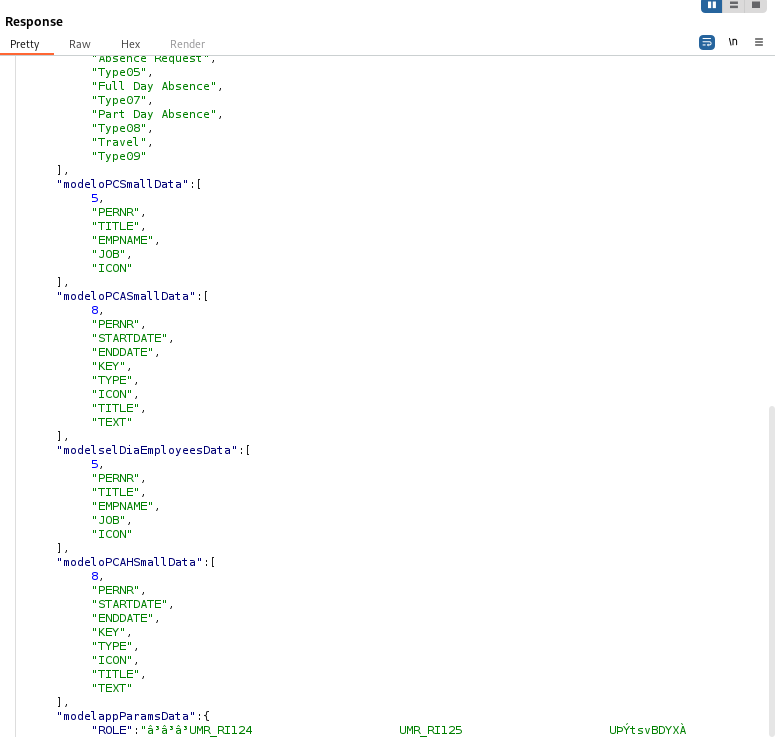 Response
Pretty Raw Hex Render \n
"Absence Request",
"Type05",
"Full Day Absence",
"Type07",
"Part Day Absence",
"Type08",
"Travel",
"Type09"
],
"modeloPCSmallData":[
5,
"PERNR",
"TITLE",
"EMPNAME",
"JOB",
"ICON"
],
"modeloPCASmallData":[
8,
"PERNR",
"STARTDATE",
"ENDDATE",
"KEY",
"TYPE",
"ICON",
"TITLE",
"TEXT"
],
"modelselDiaEmployeesData":[
5,
"PERNR",
"TITLE",
"EMPNAME",
"JOB",
"ICON"
],
"modeloPCAHSmallData":[
8,
"PERNR",
"STARTDATE",
"ENDDATE",
"KEY",
"TYPE",
"ICON",
"TITLE",
"TEXT"
],
"modelappParamsData":{
"ROLE":"â³â³â³UMR_RI124 UMR_RI125 UÞÝtsvBDYXÀ